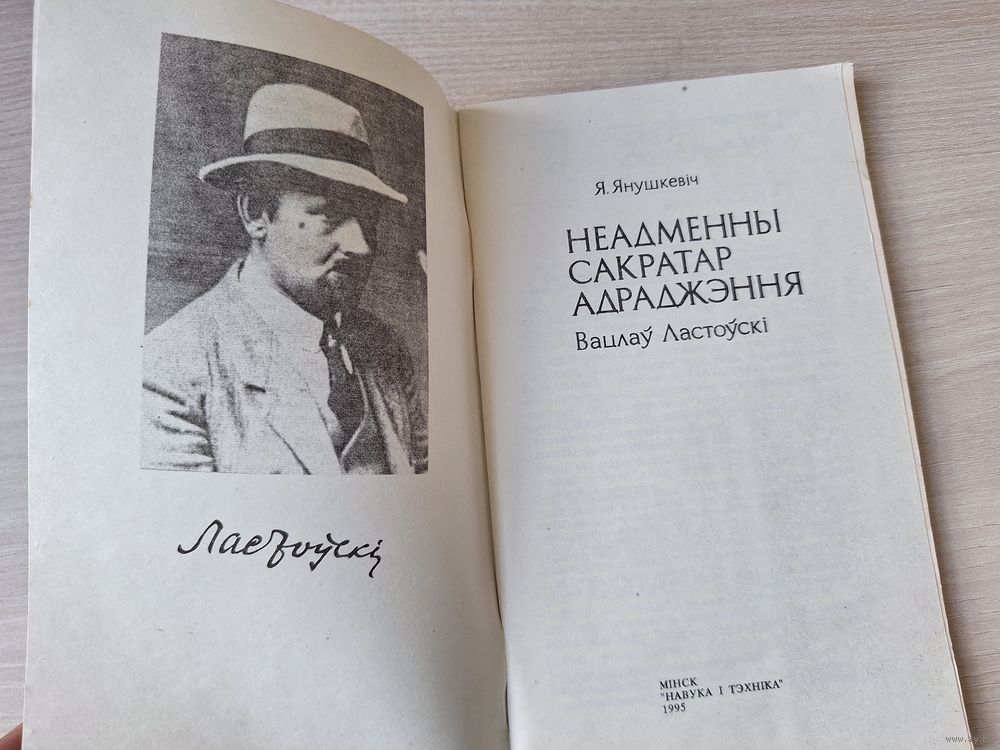 Ластоўскі
Я. Янушкевіч
НЕАДМЕННЫ
САКРАТАР
АДРАДЖЭННЯ
Вацлаў Ластоўскі
МІНСК
"НАВУКА І ТЭХНІКА"
1995